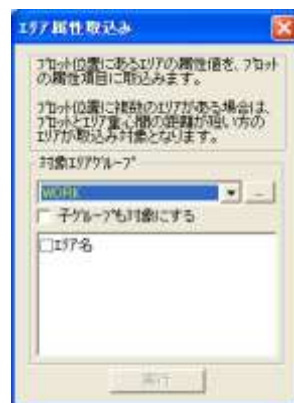 エリア属性取込み
プロット位置にあるエリアの属性値を、プロット
の属性項目に取込みます。
プロット位置に複数のエリアがある場合は、
プロットとエリア重心間の距離が短い方の
エリアが取込み対象となります。
対象エリアグループ
WORK
...
子グループも対象にする
エリア名
実行